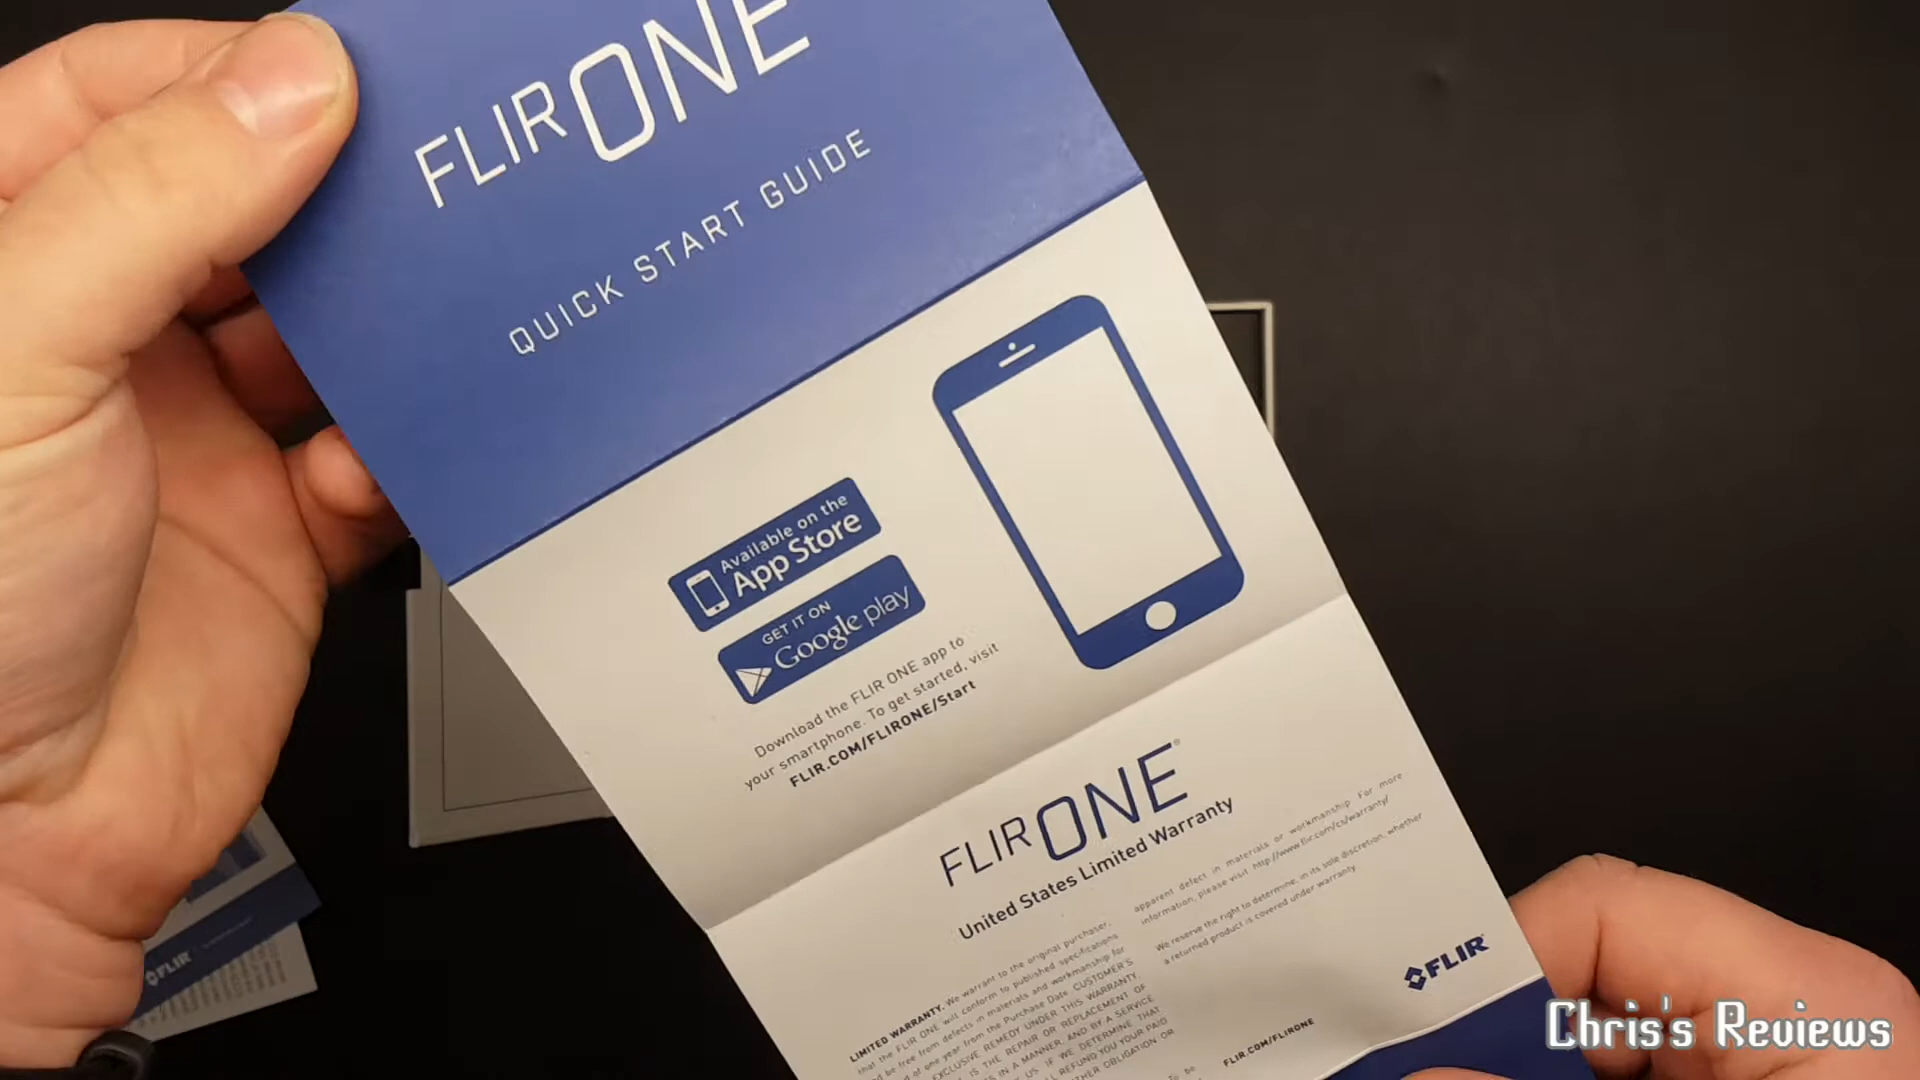 FLIR ONE
QUICK START GUIDE
Available on the
App Store
GET IT ON
Google play
Download the FLIR ONE app to
your smartphone. To get started, visit
FLIR.COM/FLIRONE/Start
FLIR ONE®
United States Limited Warranty
LIMITED WARRANTY. We warrant to the original purchaser,
that the FLIR ONE will conform to published specifications
and be free from defects in materials and workmanship for
of one year from the Purchase Date. CUSTOMER'S
EXCLUSIVE REMEDY UNDER THIS WARRANTY,
IS THE REPAIR OR REPLACEMENT OF
IN A MANNER, AND BY A SERVICE
US. IF WE DETERMINE THAT
REFUND YOU YOUR PAID
OBLIGATION OR
To be
apparent defect in materials or workmanship. For more
information, please visit http://www.flir.com/cs/warranty/
We reserve the right to determine, in its sole discretion, whether
a returned product is covered under warranty.
FLIR
FLIR.COM/FLIRONE
FLIR
Chris's Reviews